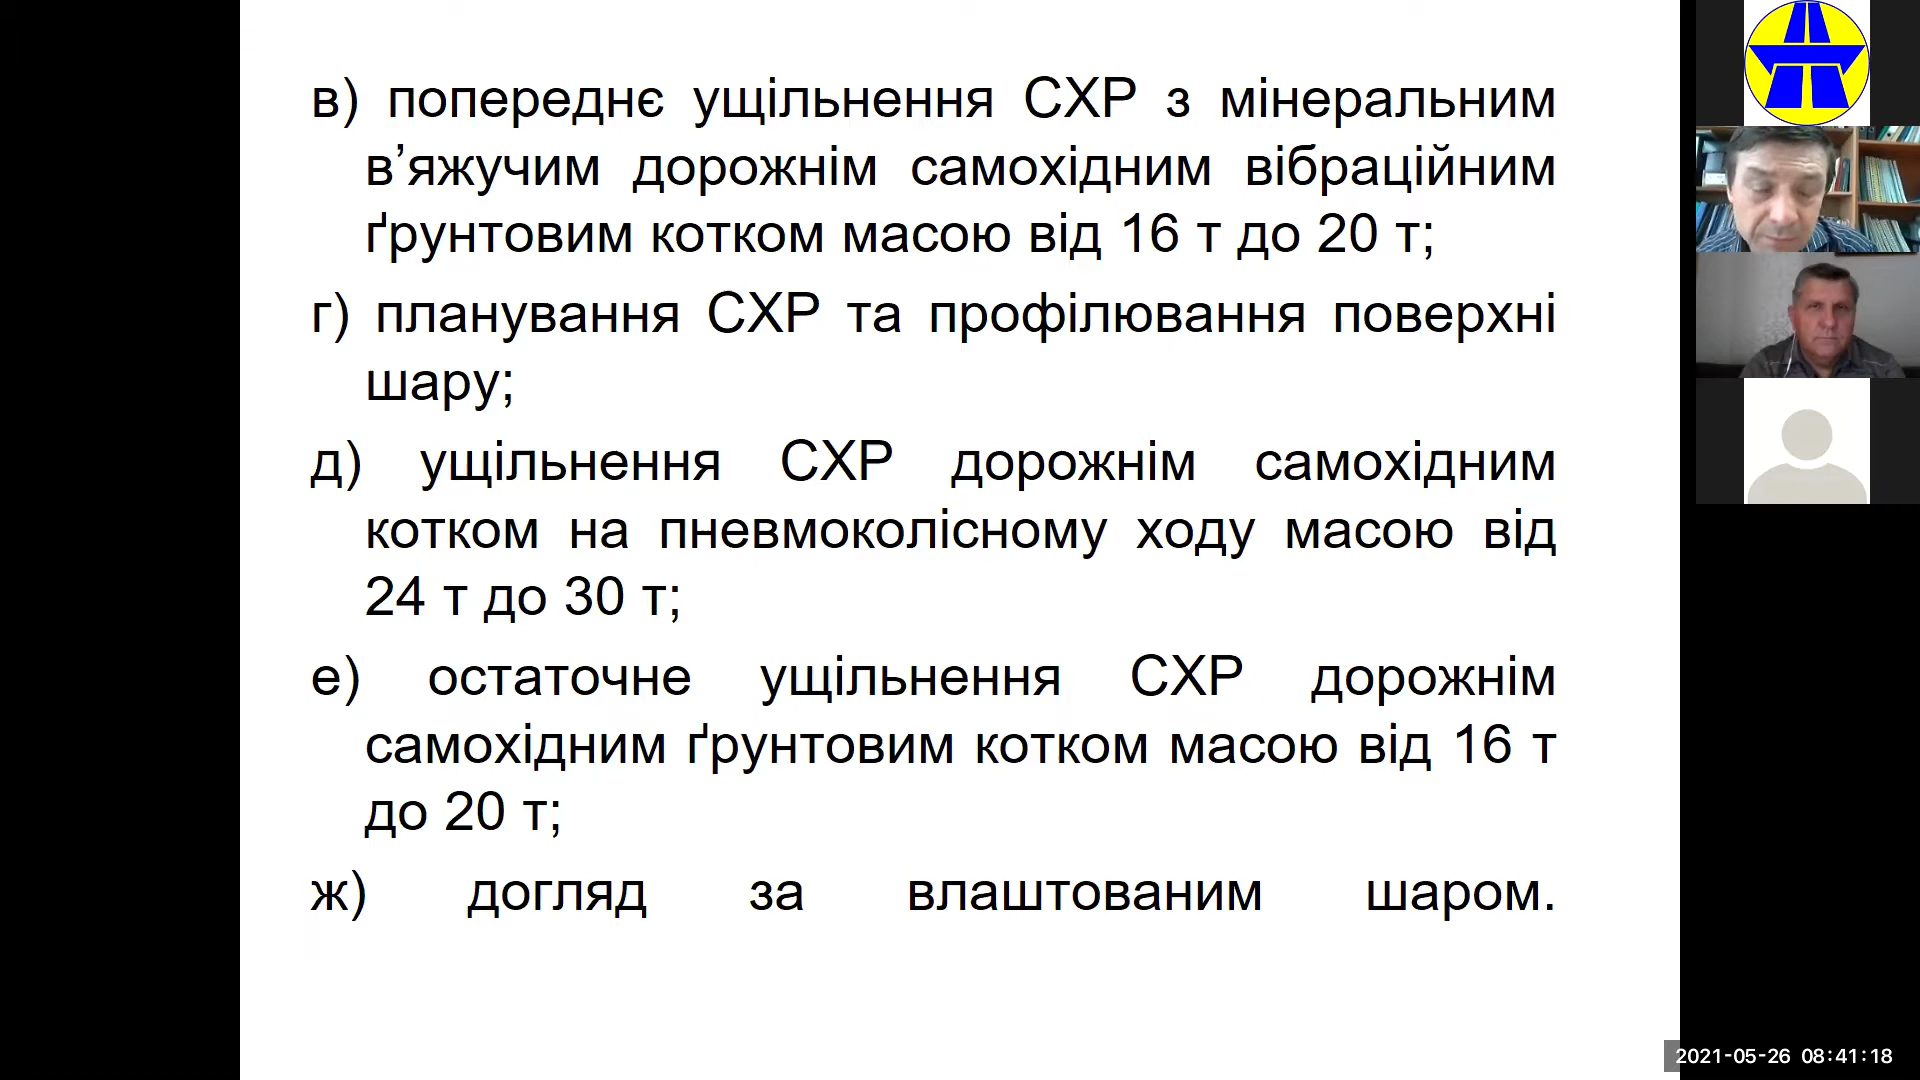 в) попереднє ущільнення СХР з мінеральним
в’яжучим дорожнім самохідним вібраційним
ґрунтовим котком масою від 16 т до 20 т;
г) планування СХР та профілювання поверхні
шару;
д) ущільнення СХР дорожнім самохідним
котком на пневмоколісному ходу масою від
24 т до 30 т;
е) остаточне ущільнення СХР дорожнім
самохідним ґрунтовим котком масою від 16 т
до 20 т;
ж) догляд за влаштованим шаром.
2021-05-26 08:41:18